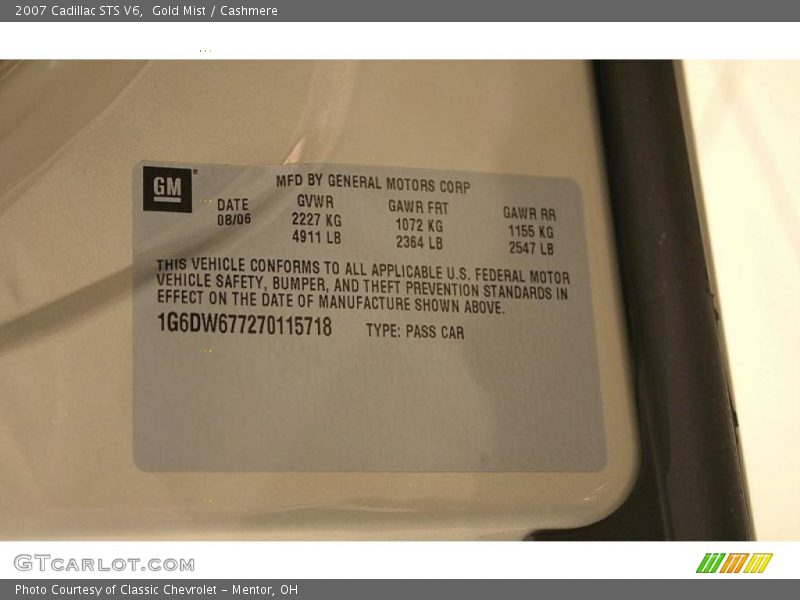 2007 Cadillac STS V6,  Gold Mist / Cashmere
GM
MFD BY GENERAL MOTORS CORP
DATE GVWR GAWR FRT GAWR RR
08/06 2227 KG 1072 KG 1155 KG
4911 LB 2364 LB 2547 LB
THIS VEHICLE CONFORMS TO ALL APPLICABLE U.S. FEDERAL MOTOR
VEHICLE SAFETY, BUMPER, AND THEFT PREVENTION STANDARDS IN
EFFECT ON THE DATE OF MANUFACTURE SHOWN ABOVE.
1G6DW677270115718 TYPE: PASS CAR
GTCARLOT.COM
Photo Courtesy of Classic Chevrolet - Mentor, OH